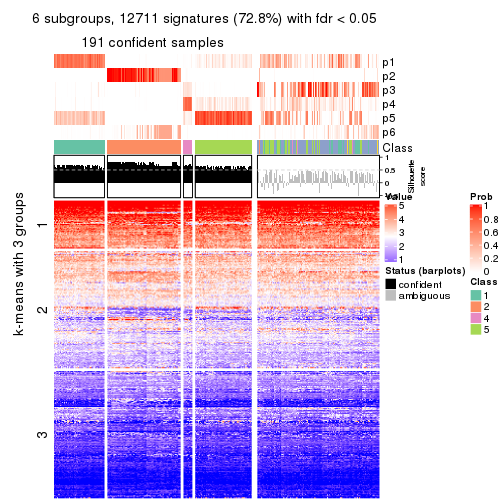 6 subgroups, 12711 signatures (72.8%) with fdr < 0.05
191 confident samples
p1
p2
p3
p4
p5
p6
Class
1
0.5
0
Silhouette
score
k-means with 3 groups
1
2
3
Value
5
4
3
2
1
Status (barplots)
confident
ambiguous
Prob
1
0.8
0.6
0.4
0.2
0
Class
1
2
4
5